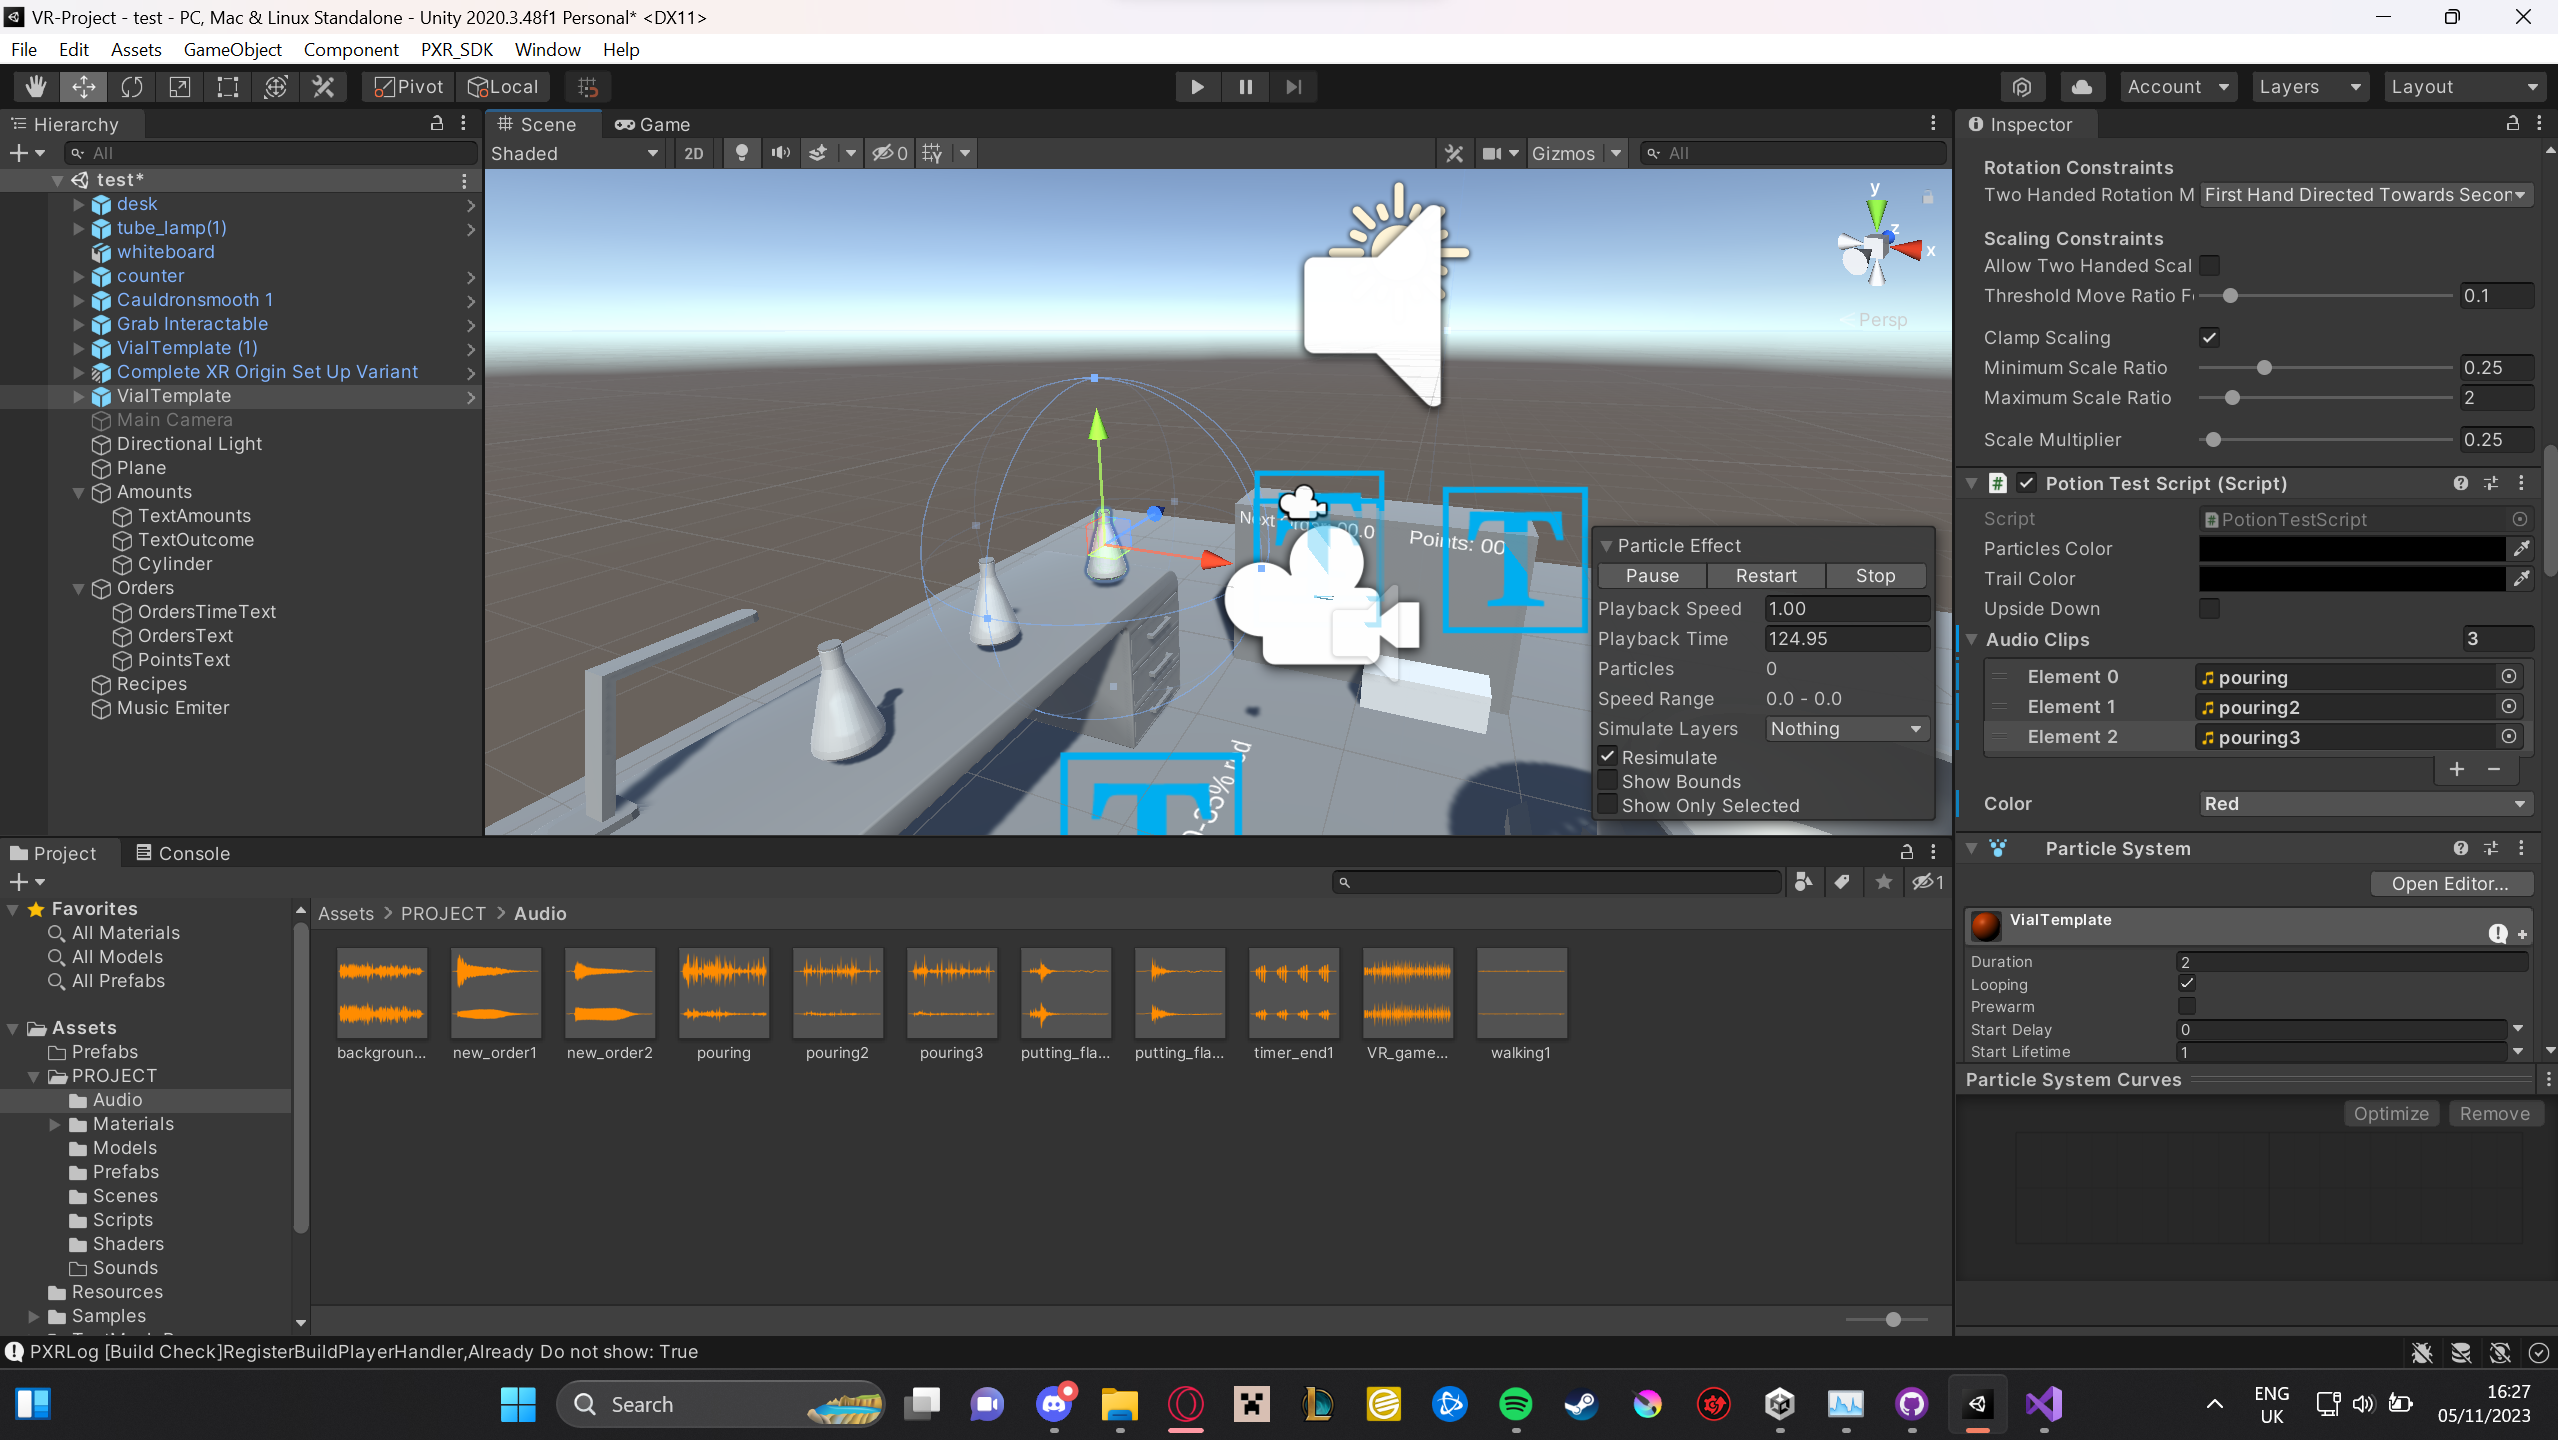 VR-Project - test - PC, Mac & Linux Standalone - Unity 2020.3.48f1 Personal* <DX11>
File Edit Assets GameObject Component PXR_SDK Window Help
Pivot Local Account Layers Layout
Hierarchy
All
test*
desk
tube_lamp(1)
whiteboard
counter
Cauldronsmooth 1
Grab Interactable
VialTemplate (1)
Complete XR Origin Set Up Variant
VialTemplate
Main Camera
Directional Light
Plane
Amounts
TextAmounts
TextOutcome
Cylinder
Orders
OrdersTimeText
OrdersText
PointsText
Recipes
Music Emiter
Scene Game
Shaded 2D 0 Gizmos All
y
z
x
Persp
Points: 00
Particle Effect
Pause Restart Stop
Playback Speed 1.00
Playback Time 124.95
Particles 0
Speed Range 0.0 - 0.0
Simulate Layers Nothing
Resimulate
Show Bounds
Show Only Selected
Inspector
Rotation Constraints
Two Handed Rotation M First Hand Directed Towards Secon
Scaling Constraints
Allow Two Handed Scal
Threshold Move Ratio F 0.1
Clamp Scaling
Minimum Scale Ratio 0.25
Maximum Scale Ratio 2
Scale Multiplier 0.25
Potion Test Script (Script)
Script PotionTestScript
Particles Color
Trail Color
Upside Down
Audio Clips 3
Element 0 pouring
Element 1 pouring2
Element 2 pouring3
Color Red
Particle System
Open Editor...
VialTemplate
Duration 2
Looping
Prewarm
Start Delay 0
Start Lifetime 1
Particle System Curves
Optimize Remove
Project Console
1
Favorites
All Materials
All Models
All Prefabs
Assets
Prefabs
PROJECT
Audio
Materials
Models
Prefabs
Scenes
Scripts
Shaders
Sounds
Resources
Samples
Assets > PROJECT > Audio
backgroun... new_order1 new_order2 pouring pouring2 pouring3 putting_fla... putting_fla... timer_end1 VR_game... walking1
PXRLog [Build Check]RegisterBuildPlayerHandler,Already Do not show: True
Search
ENG
UK
16:27
05/11/2023